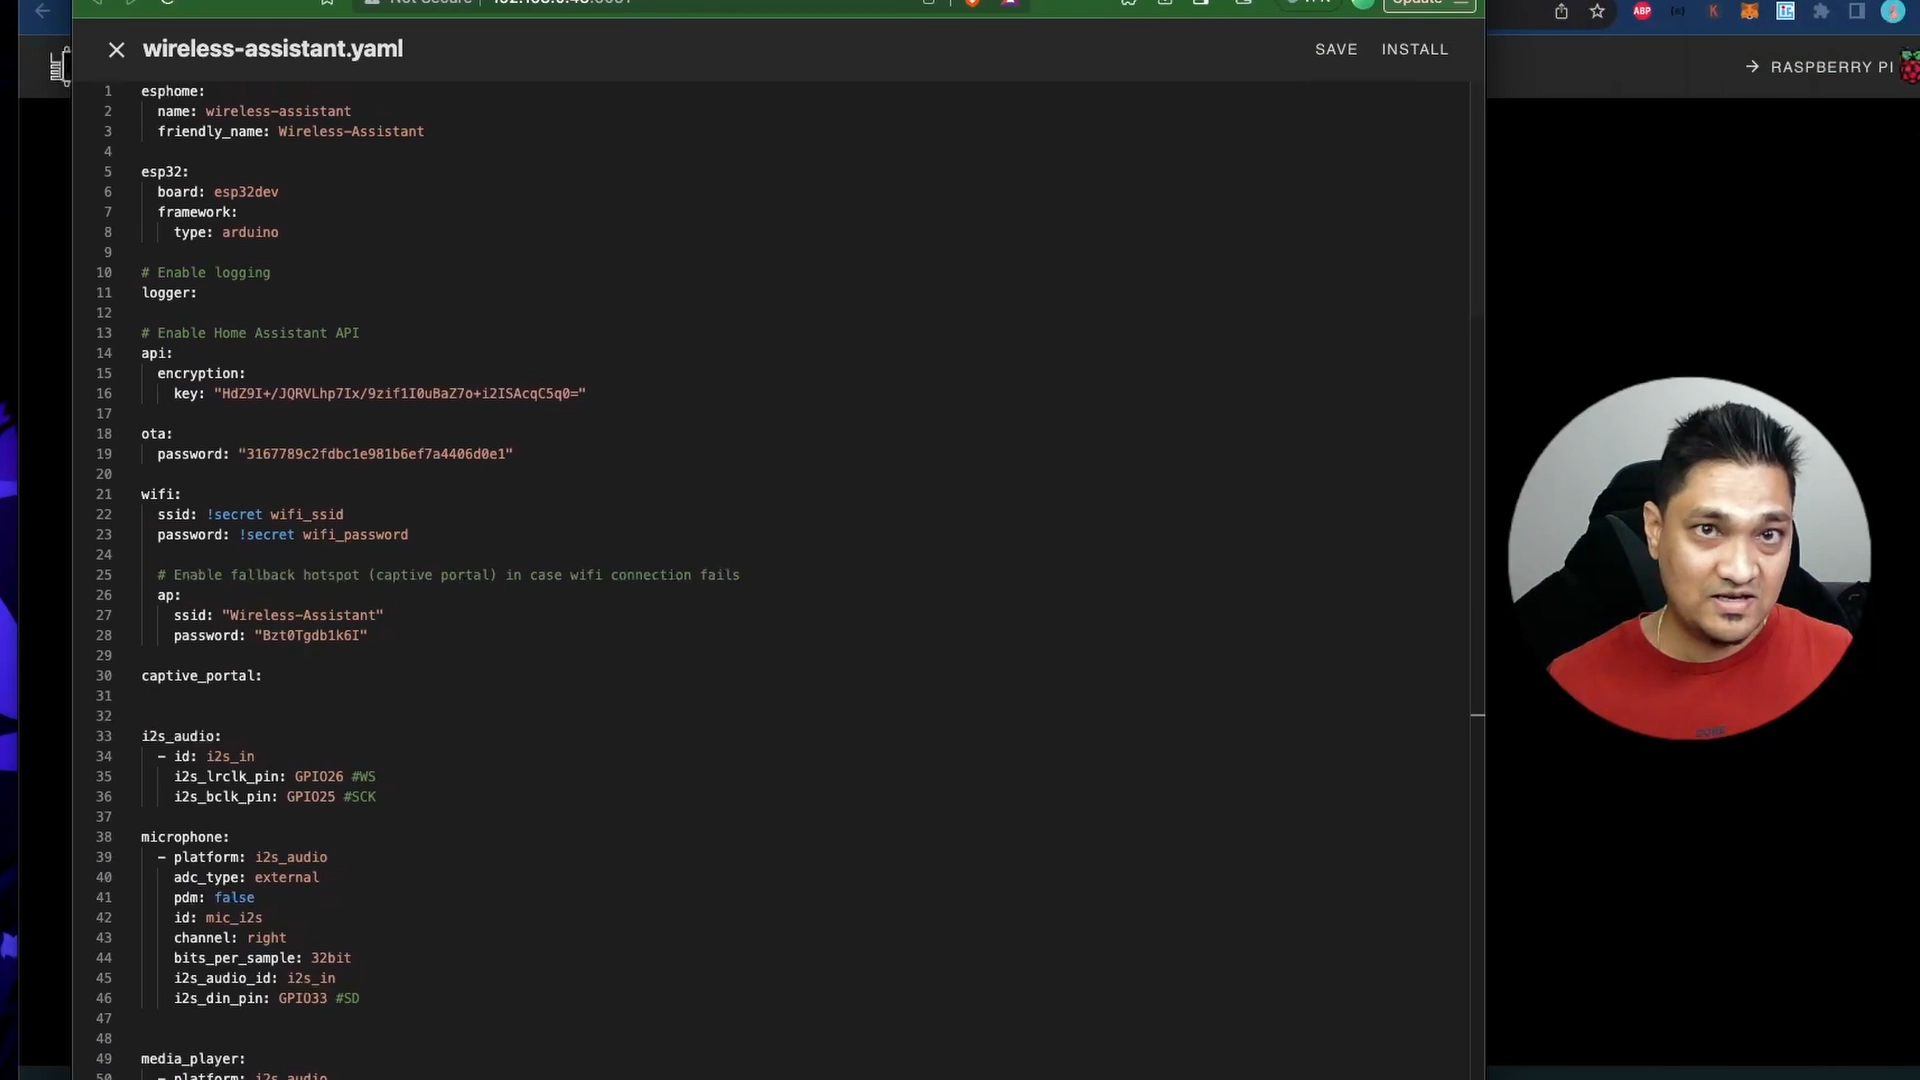 wireless-assistant.yaml
SAVE
INSTALL
RASPBERRY PI
Update
ABP
K
1 esphome:
2 name: wireless-assistant
3 friendly_name: Wireless-Assistant
4
5 esp32:
6 board: esp32dev
7 framework:
8 type: arduino
9
10 # Enable logging
11 logger:
12
13 # Enable Home Assistant API
14 api:
15 encryption:
16 key: "HdZ9I+/JQRVLhp7Ix/9zif1I0uBaZ7o+i2ISAcqC5q0="
17
18 ota:
19 password: "3167789c2fdbc1e981b6ef7a4406d0e1"
20
21 wifi:
22 ssid: !secret wifi_ssid
23 password: !secret wifi_password
24
25 # Enable fallback hotspot (captive portal) in case wifi connection fails
26 ap:
27 ssid: "Wireless-Assistant"
28 password: "Bzt0Tgdb1k6I"
29
30 captive_portal:
31
32
33 i2s_audio:
34 - id: i2s_in
35 i2s_lrclk_pin: GPIO26 #WS
36 i2s_bclk_pin: GPIO25 #SCK
37
38 microphone:
39 - platform: i2s_audio
40 adc_type: external
41 pdm: false
42 id: mic_i2s
43 channel: right
44 bits_per_sample: 32bit
45 i2s_audio_id: i2s_in
46 i2s_din_pin: GPIO33 #SD
47
48
49 media_player:
50 - platform: i2s_audio